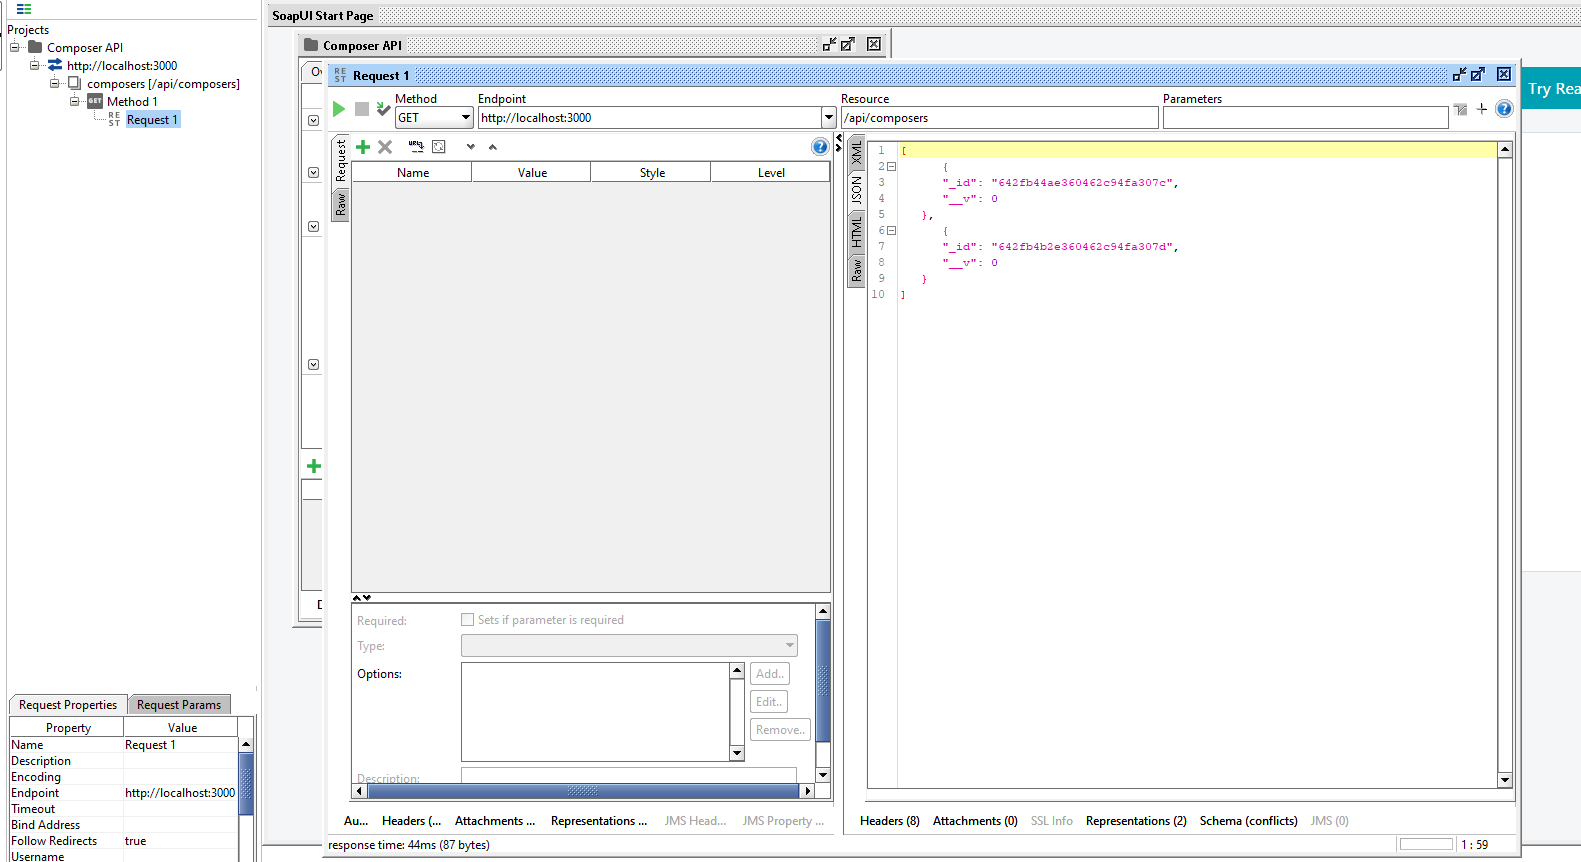 SoapUI Start Page
Projects
Composer API
http://localhost:3000
composers [/api/composers]
GET Method 1
REST Request 1
Composer API
Ov
REST Request 1
Try Rea
Method Endpoint Resource Parameters
GET http://localhost:3000 /api/composers
Request
Raw
Name Value Style Level
XML
JSON
HTML
Raw
1 [
2 {
3 "_id": "642fb44ae360462c94fa307c",
4 "__v": 0
5 },
6 {
7 "_id": "642fb4b2e360462c94fa307d",
8 "__v": 0
9 }
10 ]
Required: Sets if parameter is required
Type:
Options:
Add..
Edit..
Remove..
Description:
Au... Headers (... Attachments ... Representations ... JMS Head... JMS Property ...
Headers (8) Attachments (0) SSL Info Representations (2) Schema (conflicts) JMS (0)
response time: 44ms (87 bytes)
1 : 59
Request Properties Request Params
Property Value
Name Request 1
Description
Encoding
Endpoint http://localhost:3000
Timeout
Bind Address
Follow Redirects true
Username